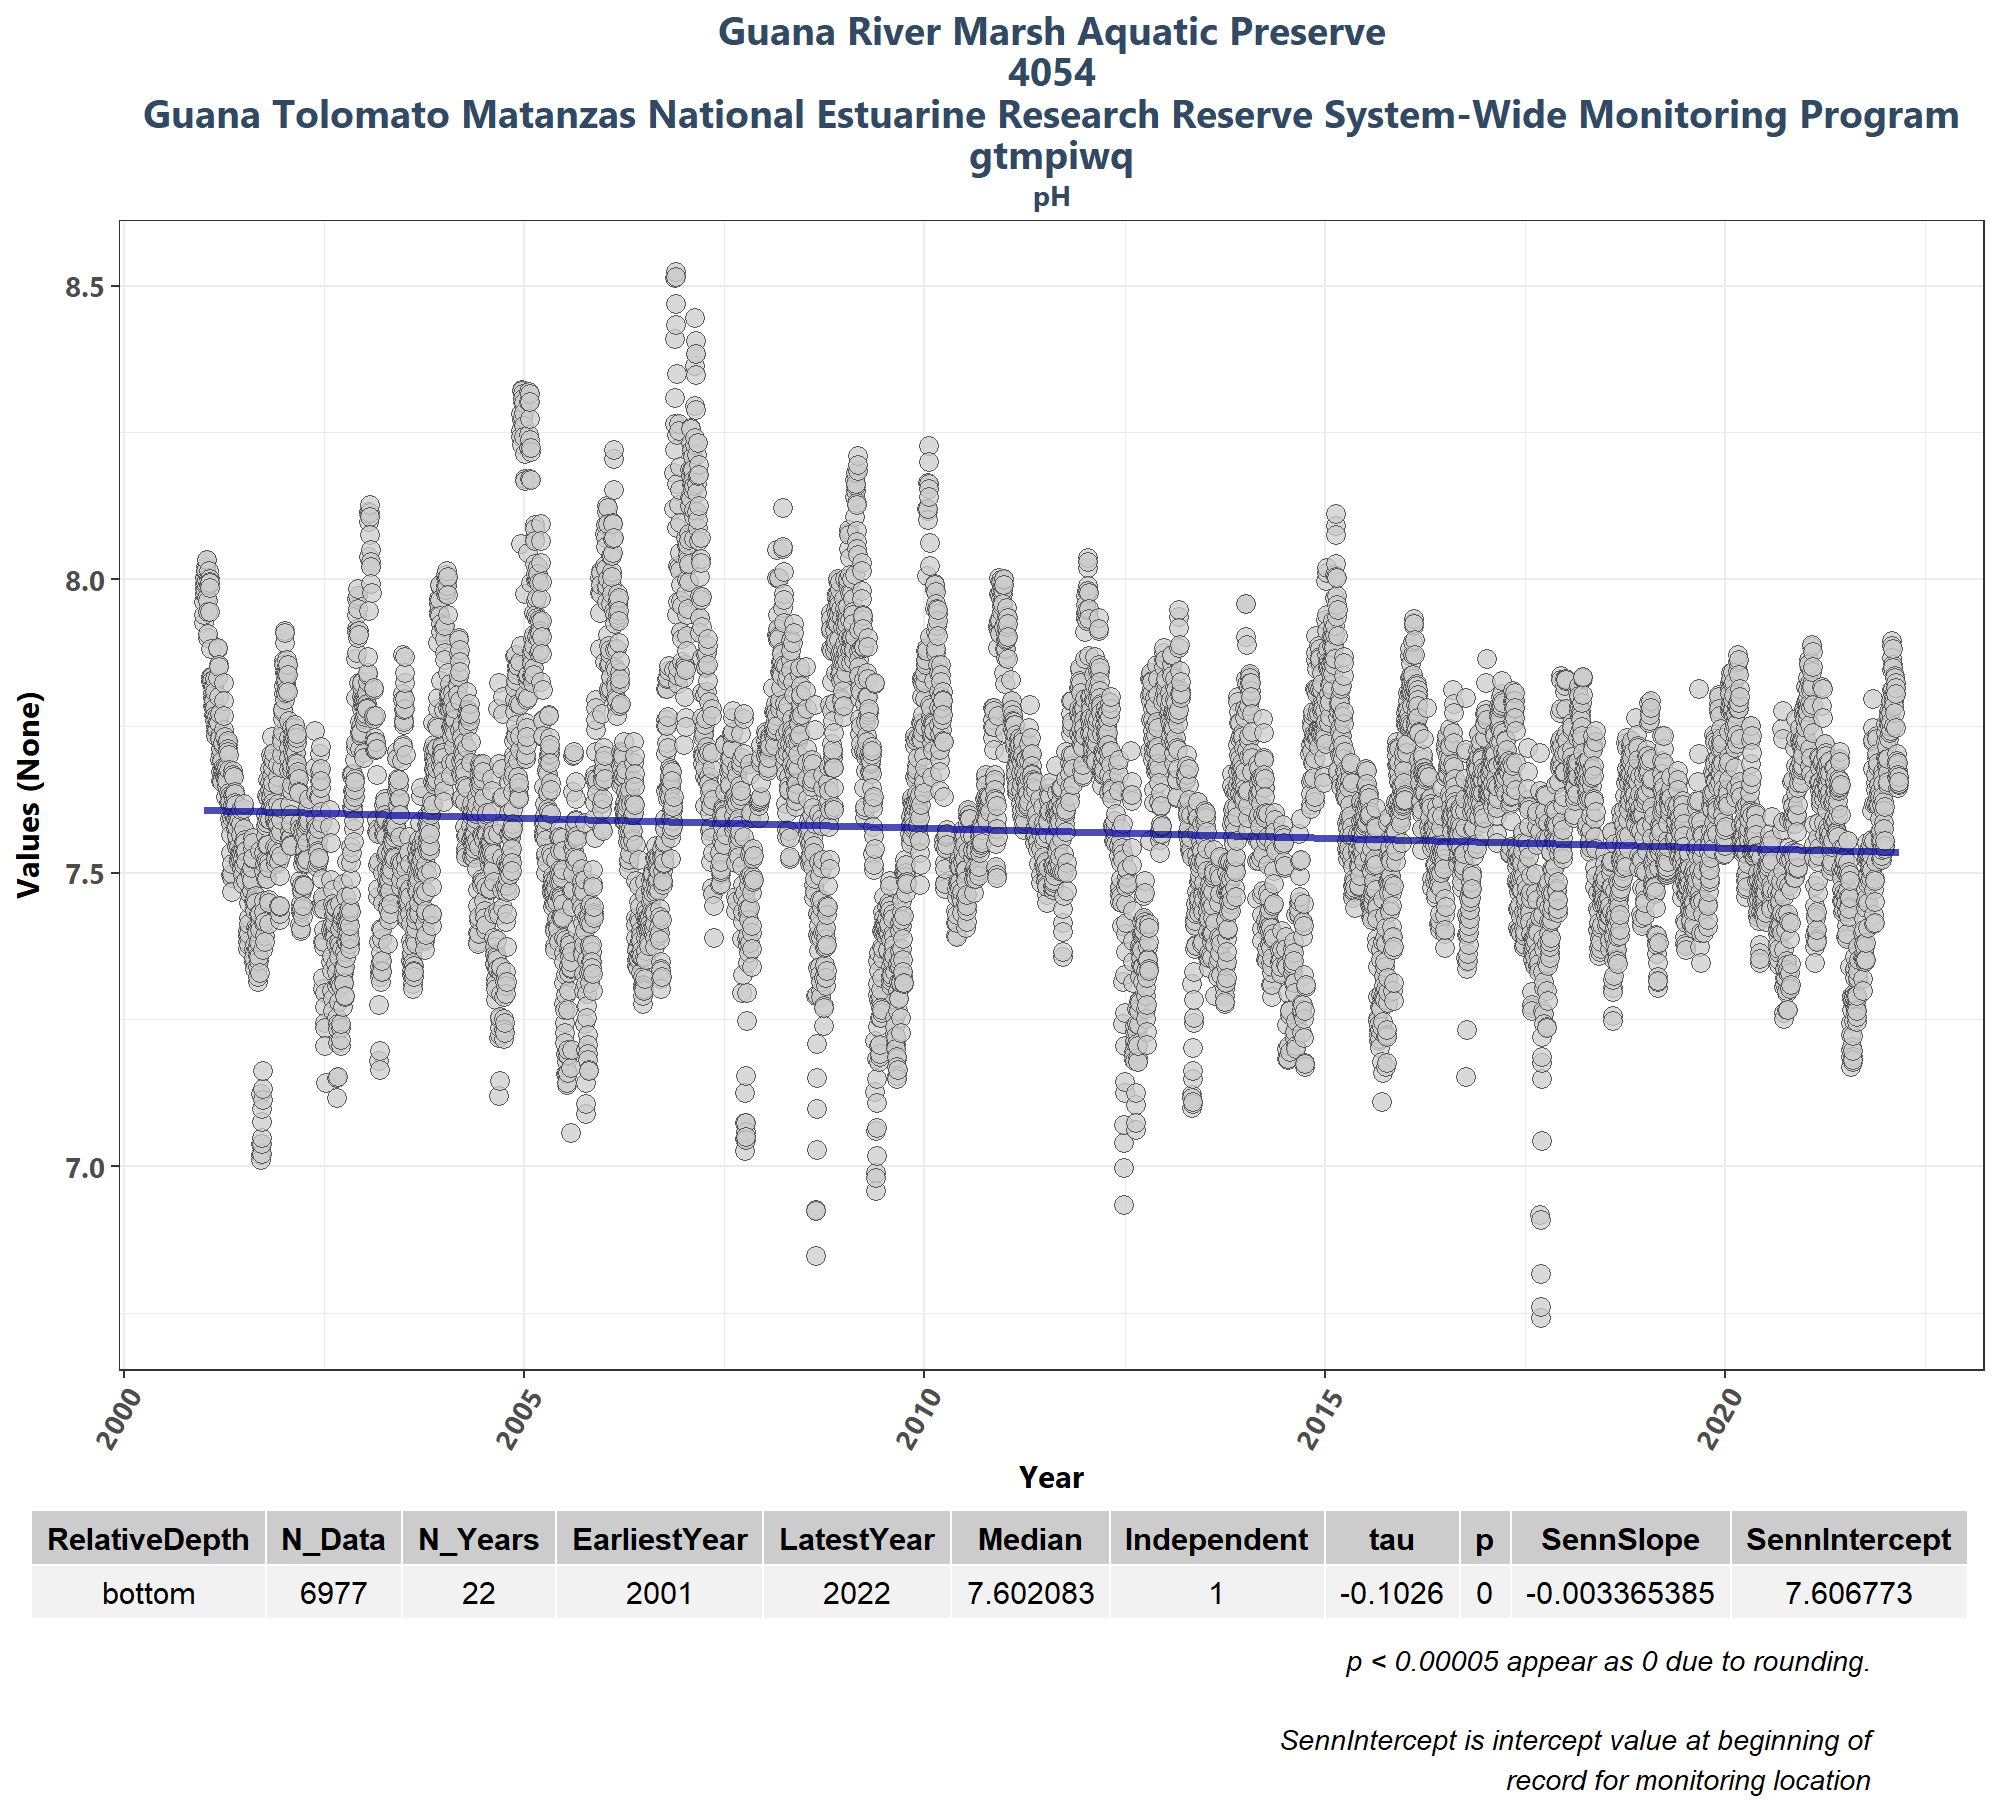 Guana River Marsh Aquatic Preserve
4054
Guana Tolomato Matanzas National Estuarine Research Reserve System-Wide Monitoring Program
gtmpiwq
pH
Values (None)
8.5
8.0
7.5
7.0
2000 2005 2010 2015 2020
Year
RelativeDepth N_Data N_Years EarliestYear LatestYear Median Independent tau p SennSlope SennIntercept
bottom 6977 22 2001 2022 7.602083 1 -0.1026 0 -0.003365385 7.606773
p < 0.00005 appear as 0 due to rounding.
SennIntercept is intercept value at beginning of
record for monitoring location